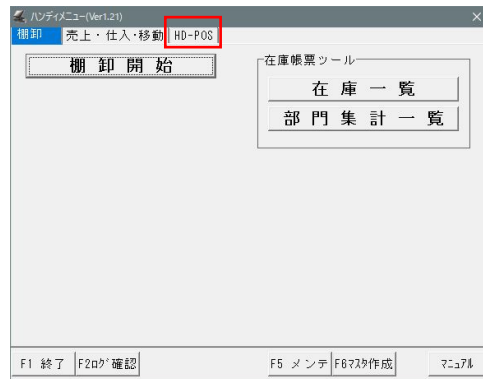 ハンディメニュー(Ver1.21)
棚卸 売上・仕入・移動 HD-POS
棚 卸 開 始
在庫帳票ツール
在 庫 一 覧
部 門 集 計 一 覧
F1 終了 F2ログ確認 F5 メンテ F6マスタ作成 マニュアル